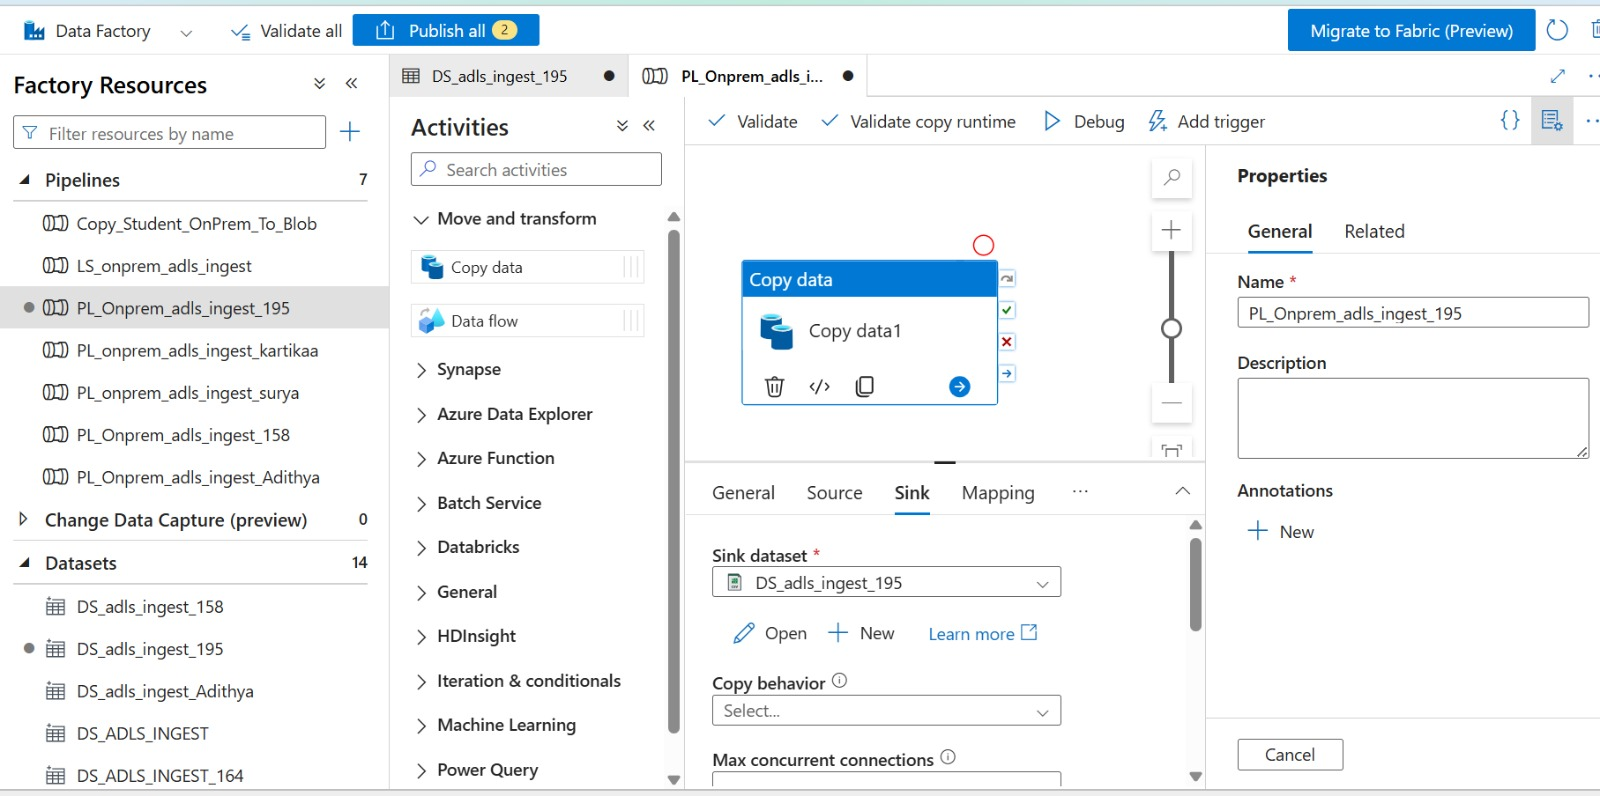 Data Factory
Validate all
Publish all 2
Migrate to Fabric (Preview)
Factory Resources
Filter resources by name
Pipelines 7
Copy_Student_OnPrem_To_Blob
LS_onprem_adls_ingest
PL_Onprem_adls_ingest_195
PL_onprem_adls_ingest_kartikaa
PL_onprem_adls_ingest_surya
PL_Onprem_adls_ingest_158
PL_Onprem_adls_ingest_Adithya
Change Data Capture (preview) 0
Datasets 14
DS_adls_ingest_158
DS_adls_ingest_195
DS_adls_ingest_Adithya
DS_ADLS_INGEST
DS_ADLS_INGEST_164
DS_adls_ingest_195
PL_Onprem_adls_i...
Activities
Search activities
Move and transform
Copy data
Data flow
Synapse
Azure Data Explorer
Azure Function
Batch Service
Databricks
General
HDInsight
Iteration & conditionals
Machine Learning
Power Query
Validate
Validate copy runtime
Debug
Add trigger
Copy data
Copy data1
General
Source
Sink
Mapping
...
Sink dataset *
DS_adls_ingest_195
Open
New
Learn more
Copy behavior
Select...
Max concurrent connections
Properties
General
Related
Name *
PL_Onprem_adls_ingest_195
Description
Annotations
New
Cancel